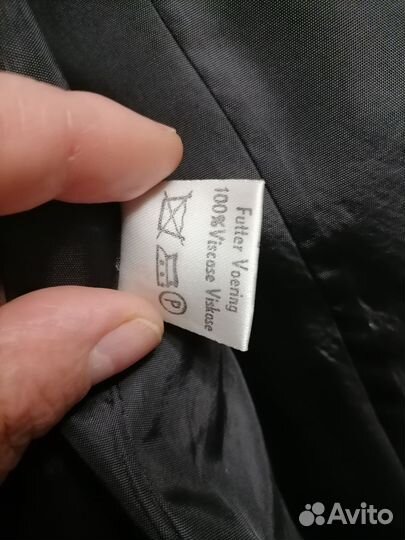 Futter Voering
100% Viscose Viskose
P
Avito